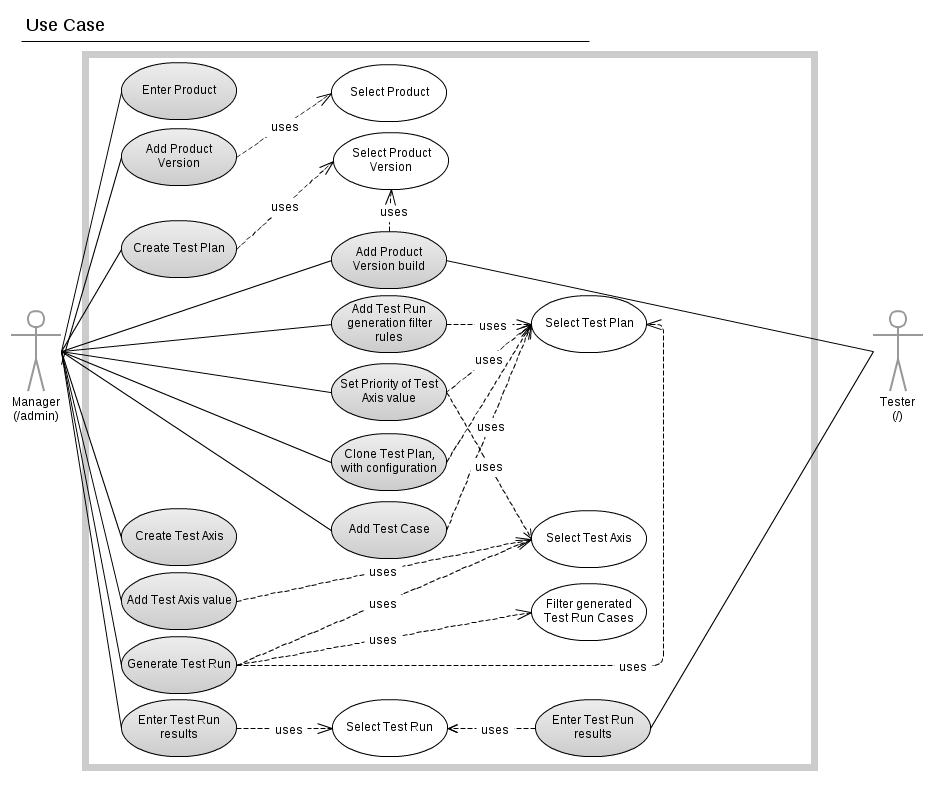 Use Case
Enter Product
Select Product
uses
Add Product
Version
Select Product
Version
uses
uses
Create Test Plan
Add Product
Version build
Add Test Run
generation filter
rules
uses
Select Test Plan
uses
Set Priority of Test
Axis value
Manager
(/admin)
Tester
(/)
uses
Clone Test Plan,
with configuration
uses
Add Test Case
Create Test Axis
Select Test Axis
uses
Add Test Axis value
uses
Filter generated
Test Run Cases
uses
Generate Test Run
uses
Enter Test Run
results
uses
Select Test Run
uses
Enter Test Run
results